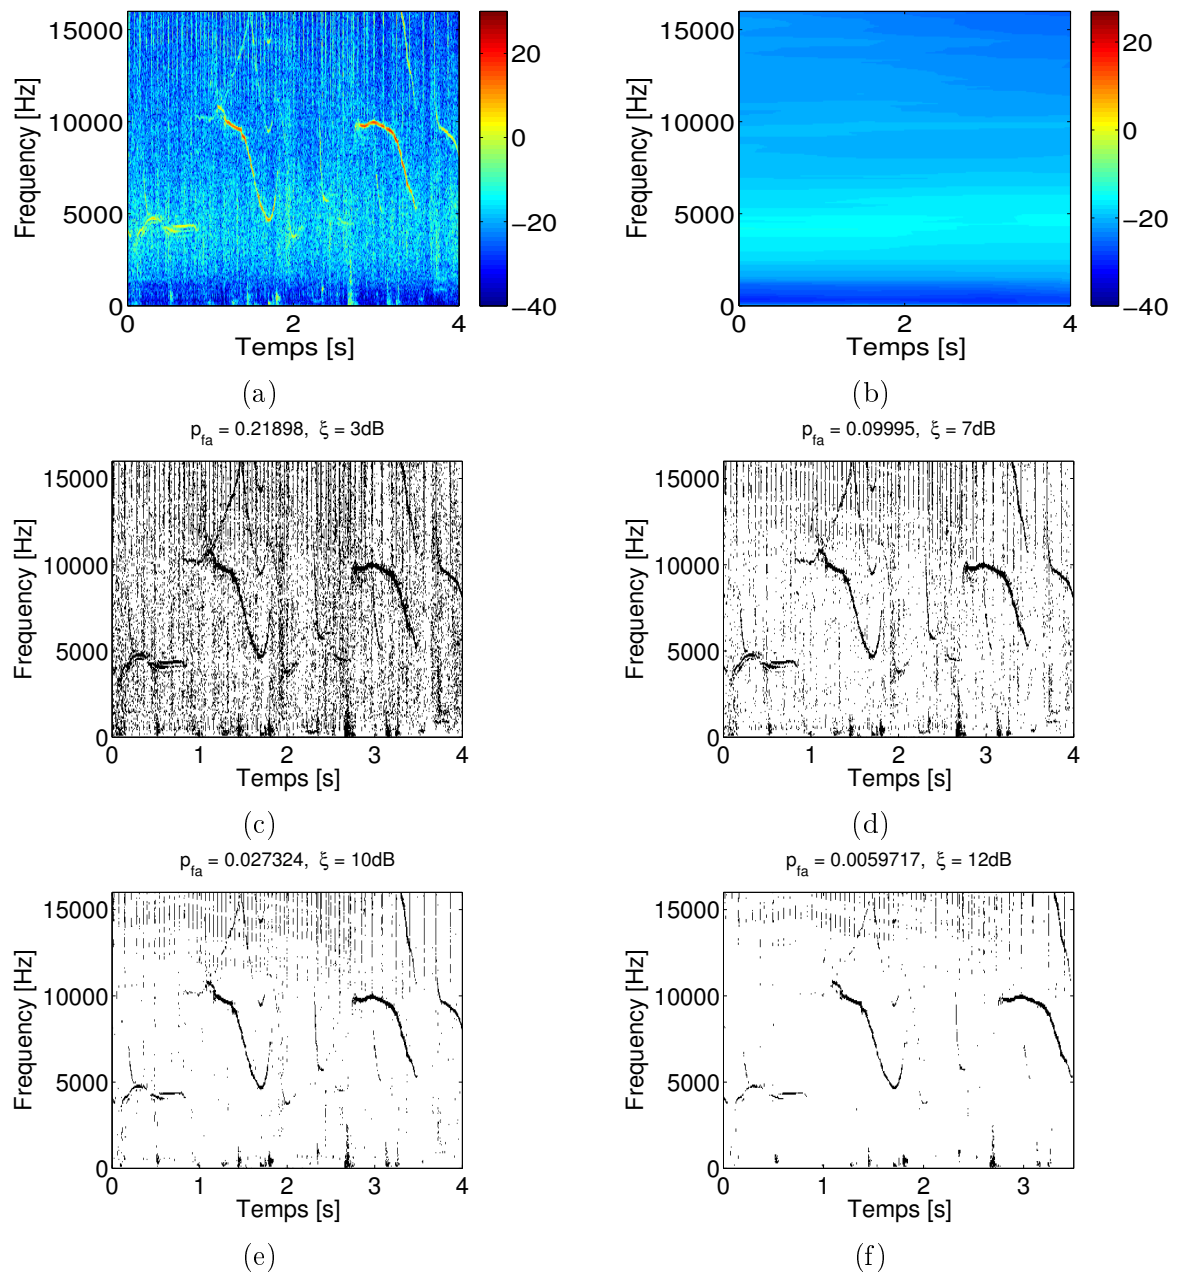 15000
10000
5000
0
Frequency [Hz]
0 2 4
Temps [s]
20
0
−20
−40
(a)
15000
10000
5000
0
Frequency [Hz]
0 2 4
Temps [s]
20
0
−20
−40
(b)
p_fa = 0.21898, ξ = 3dB
15000
10000
5000
0
Frequency [Hz]
0 1 2 3 4
Temps [s]
(c)
p_fa = 0.09995, ξ = 7dB
15000
10000
5000
0
Frequency [Hz]
0 1 2 3 4
Temps [s]
(d)
p_fa = 0.027324, ξ = 10dB
15000
10000
5000
0
Frequency [Hz]
0 1 2 3 4
Temps [s]
(e)
p_fa = 0.0059717, ξ = 12dB
15000
10000
5000
0
Frequency [Hz]
0 1 2 3
Temps [s]
(f)